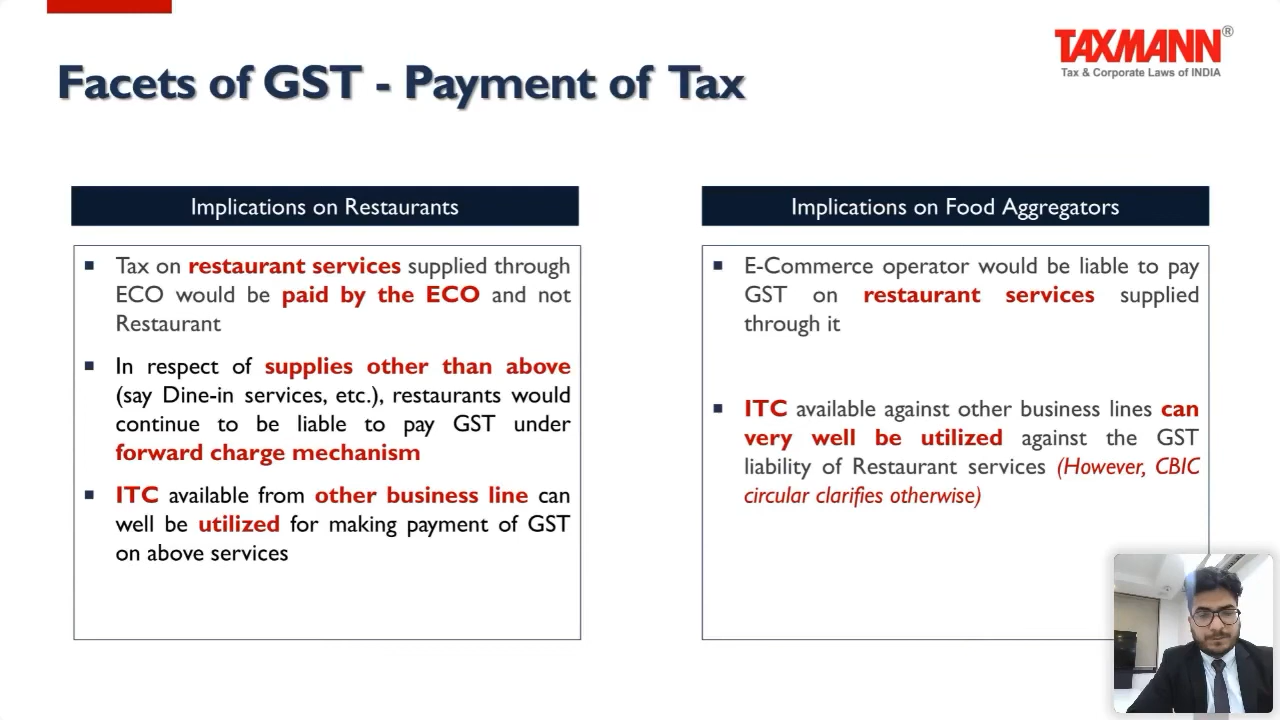 TAXMANN®
Tax & Corporate Laws of INDIA
Facets of GST - Payment of Tax
Implications on Restaurants
▪ Tax on restaurant services supplied through
ECO would be paid by the ECO and not
Restaurant
▪ In respect of supplies other than above
(say Dine-in services, etc.), restaurants would
continue to be liable to pay GST under
forward charge mechanism
▪ ITC available from other business line can
well be utilized for making payment of GST
on above services
Implications on Food Aggregators
▪ E-Commerce operator would be liable to pay
GST on restaurant services supplied
through it
▪ ITC available against other business lines can
very well be utilized against the GST
liability of Restaurant services (However, CBIC
circular clarifies otherwise)